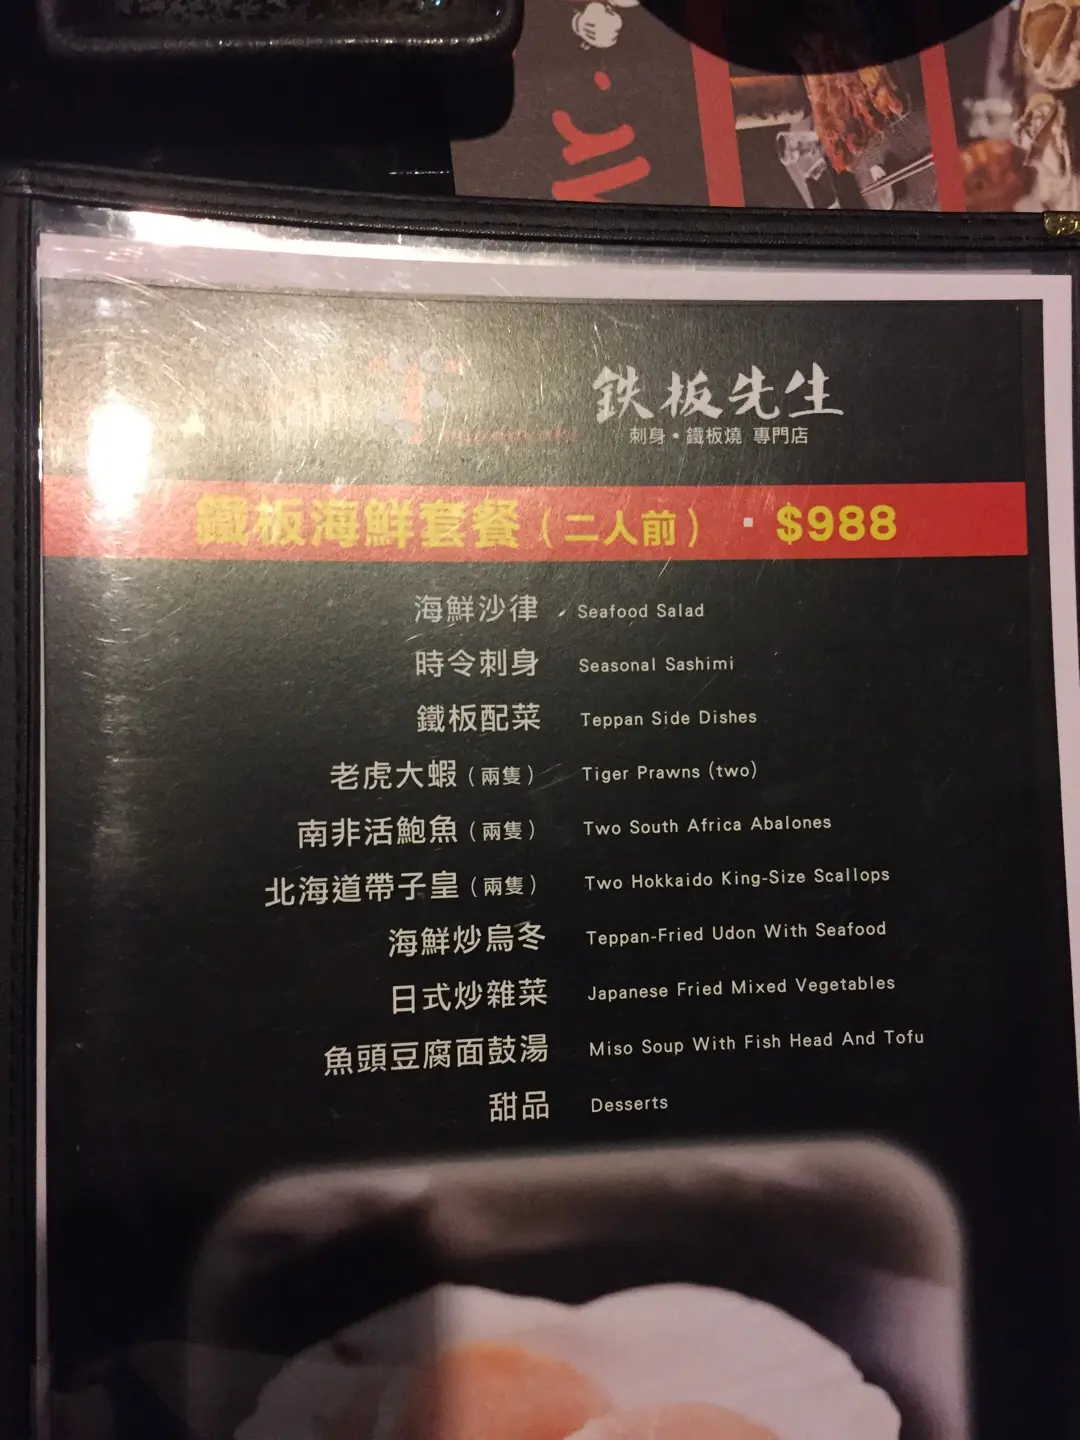 鉄板先生
刺身•鐵板燒 專門店
鐵板海鮮套餐（二人前）▪ $988
海鮮沙律 Seafood Salad
時令刺身 Seasonal Sashimi
鐵板配菜 Teppan Side Dishes
老虎大蝦（兩隻） Tiger Prawns (two)
南非活鮑魚（兩隻） Two South Africa Abalones
北海道帶子皇（兩隻） Two Hokkaido King-Size Scallops
海鮮炒烏冬 Teppan-Fried Udon With Seafood
日式炒雜菜 Japanese Fried Mixed Vegetables
魚頭豆腐面鼓湯 Miso Soup With Fish Head And Tofu
甜品 Desserts